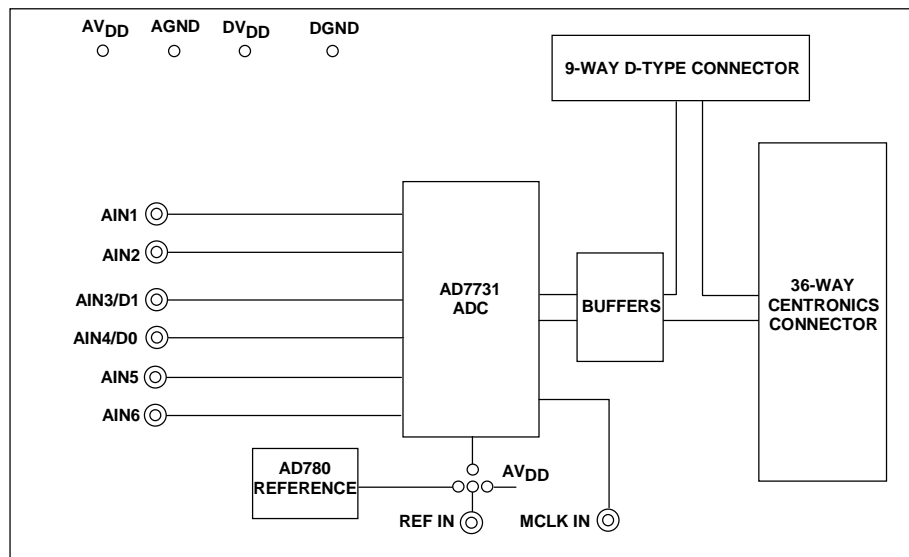 AVDD AGND DVDD DGND
9-WAY D-TYPE CONNECTOR
AIN1
AIN2
AIN3/D1
AIN4/D0
AIN5
AIN6
AD7731
ADC
BUFFERS
36-WAY
CENTRONICS
CONNECTOR
AD780
REFERENCE
AVDD
REF IN
MCLK IN